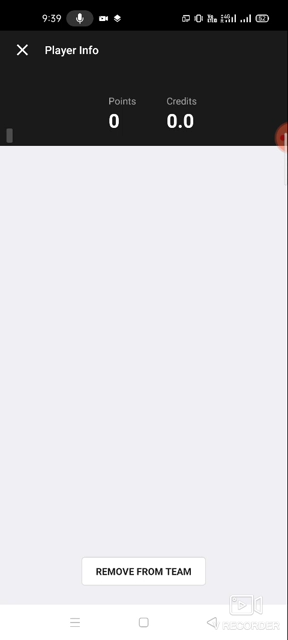 9:39
Player Info
Points
Credits
0
0.0
REMOVE FROM TEAM
RECORDER